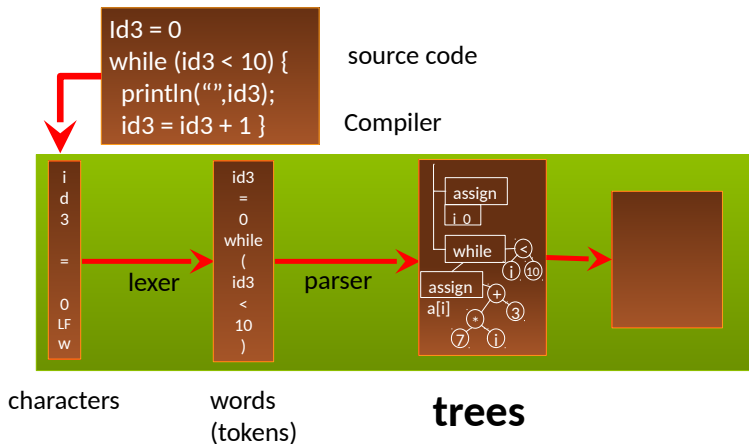 Id3 = 0
while (id3 < 10) {
println(“”,id3);
id3 = id3 + 1 }
source code
Compiler
i
d
3
=
0
LF
w
lexer
id3
=
0
while
(
id3
<
10
)
parser
assign
i 0
while
<
i
10
assign
a[i]
+
*
3
7
i
characters
words
(tokens)
trees